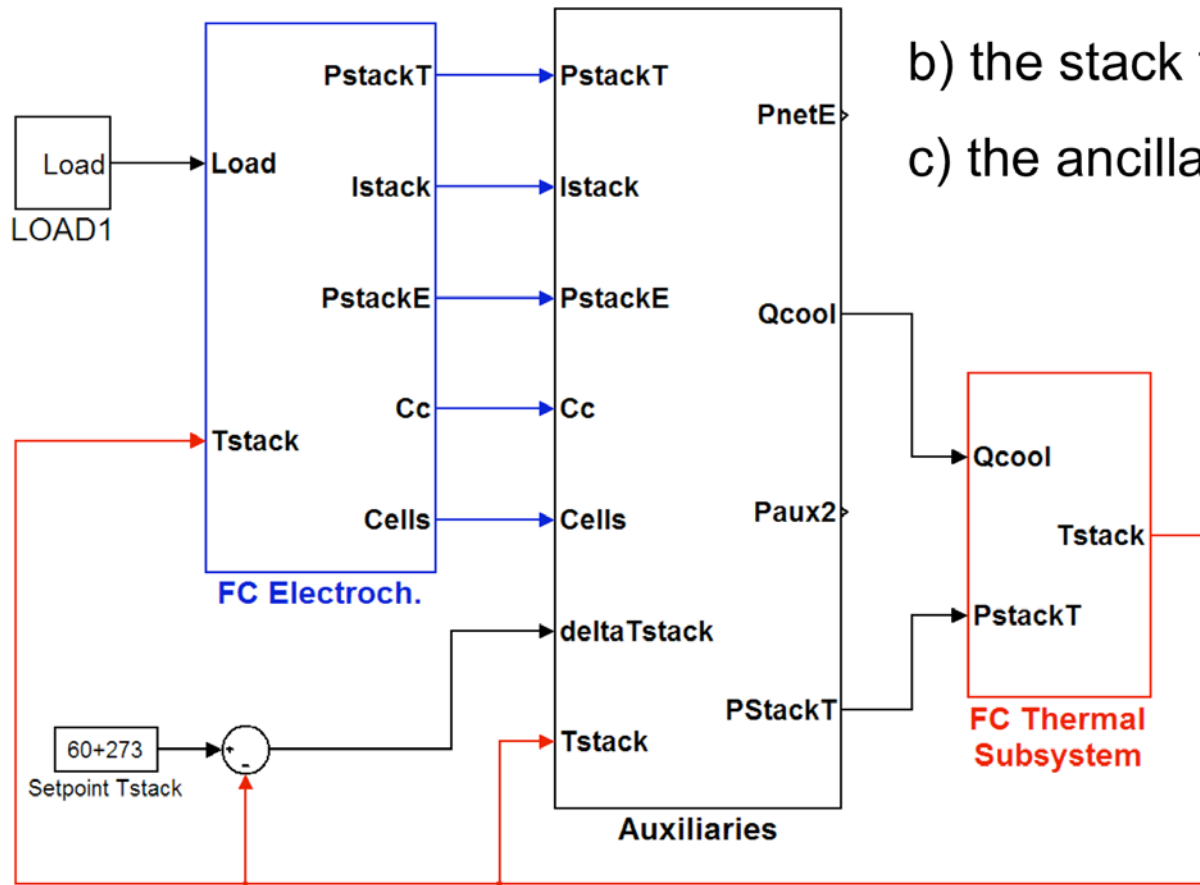 b) the stack
c) the ancilla
Load
LOAD1
Load
Tstack
PstackT
Istack
PstackE
Cc
Cells
FC Electroch.
60+273
Setpoint Tstack
+
-
PstackT
Istack
PstackE
Cc
Cells
deltaTstack
Tstack
PnetE
Qcool
Paux2
PStackT
Auxiliaries
Qcool
PstackT
Tstack
FC Thermal
Subsystem